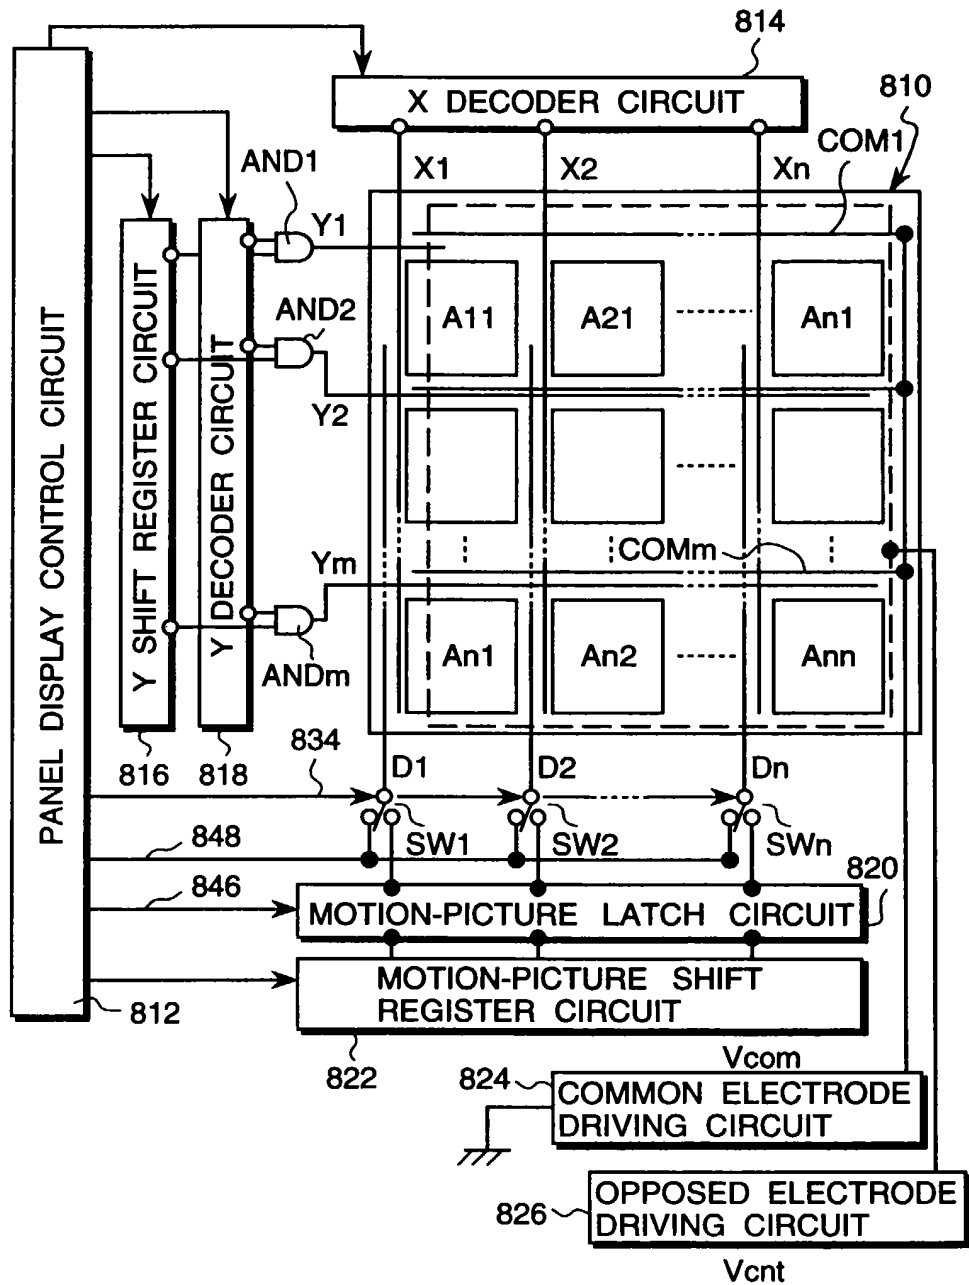 814
X DECODER CIRCUIT
810
COM1
AND1
X1
X2
Xn
Y1
A11
A21
An1
AND2
Y2
COMm
Ym
An1
An2
Ann
ANDm
PANEL DISPLAY CONTROL CIRCUIT
Y SHIFT REGISTER CIRCUIT
Y DECODER CIRCUIT
834
816
818
D1
D2
Dn
SW1
SW2
SWn
848
820
846
MOTION-PICTURE LATCH CIRCUIT
MOTION-PICTURE SHIFT
REGISTER CIRCUIT
812
822
Vcom
824
COMMON ELECTRODE
DRIVING CIRCUIT
826
OPPOSED ELECTRODE
DRIVING CIRCUIT
Vcnt